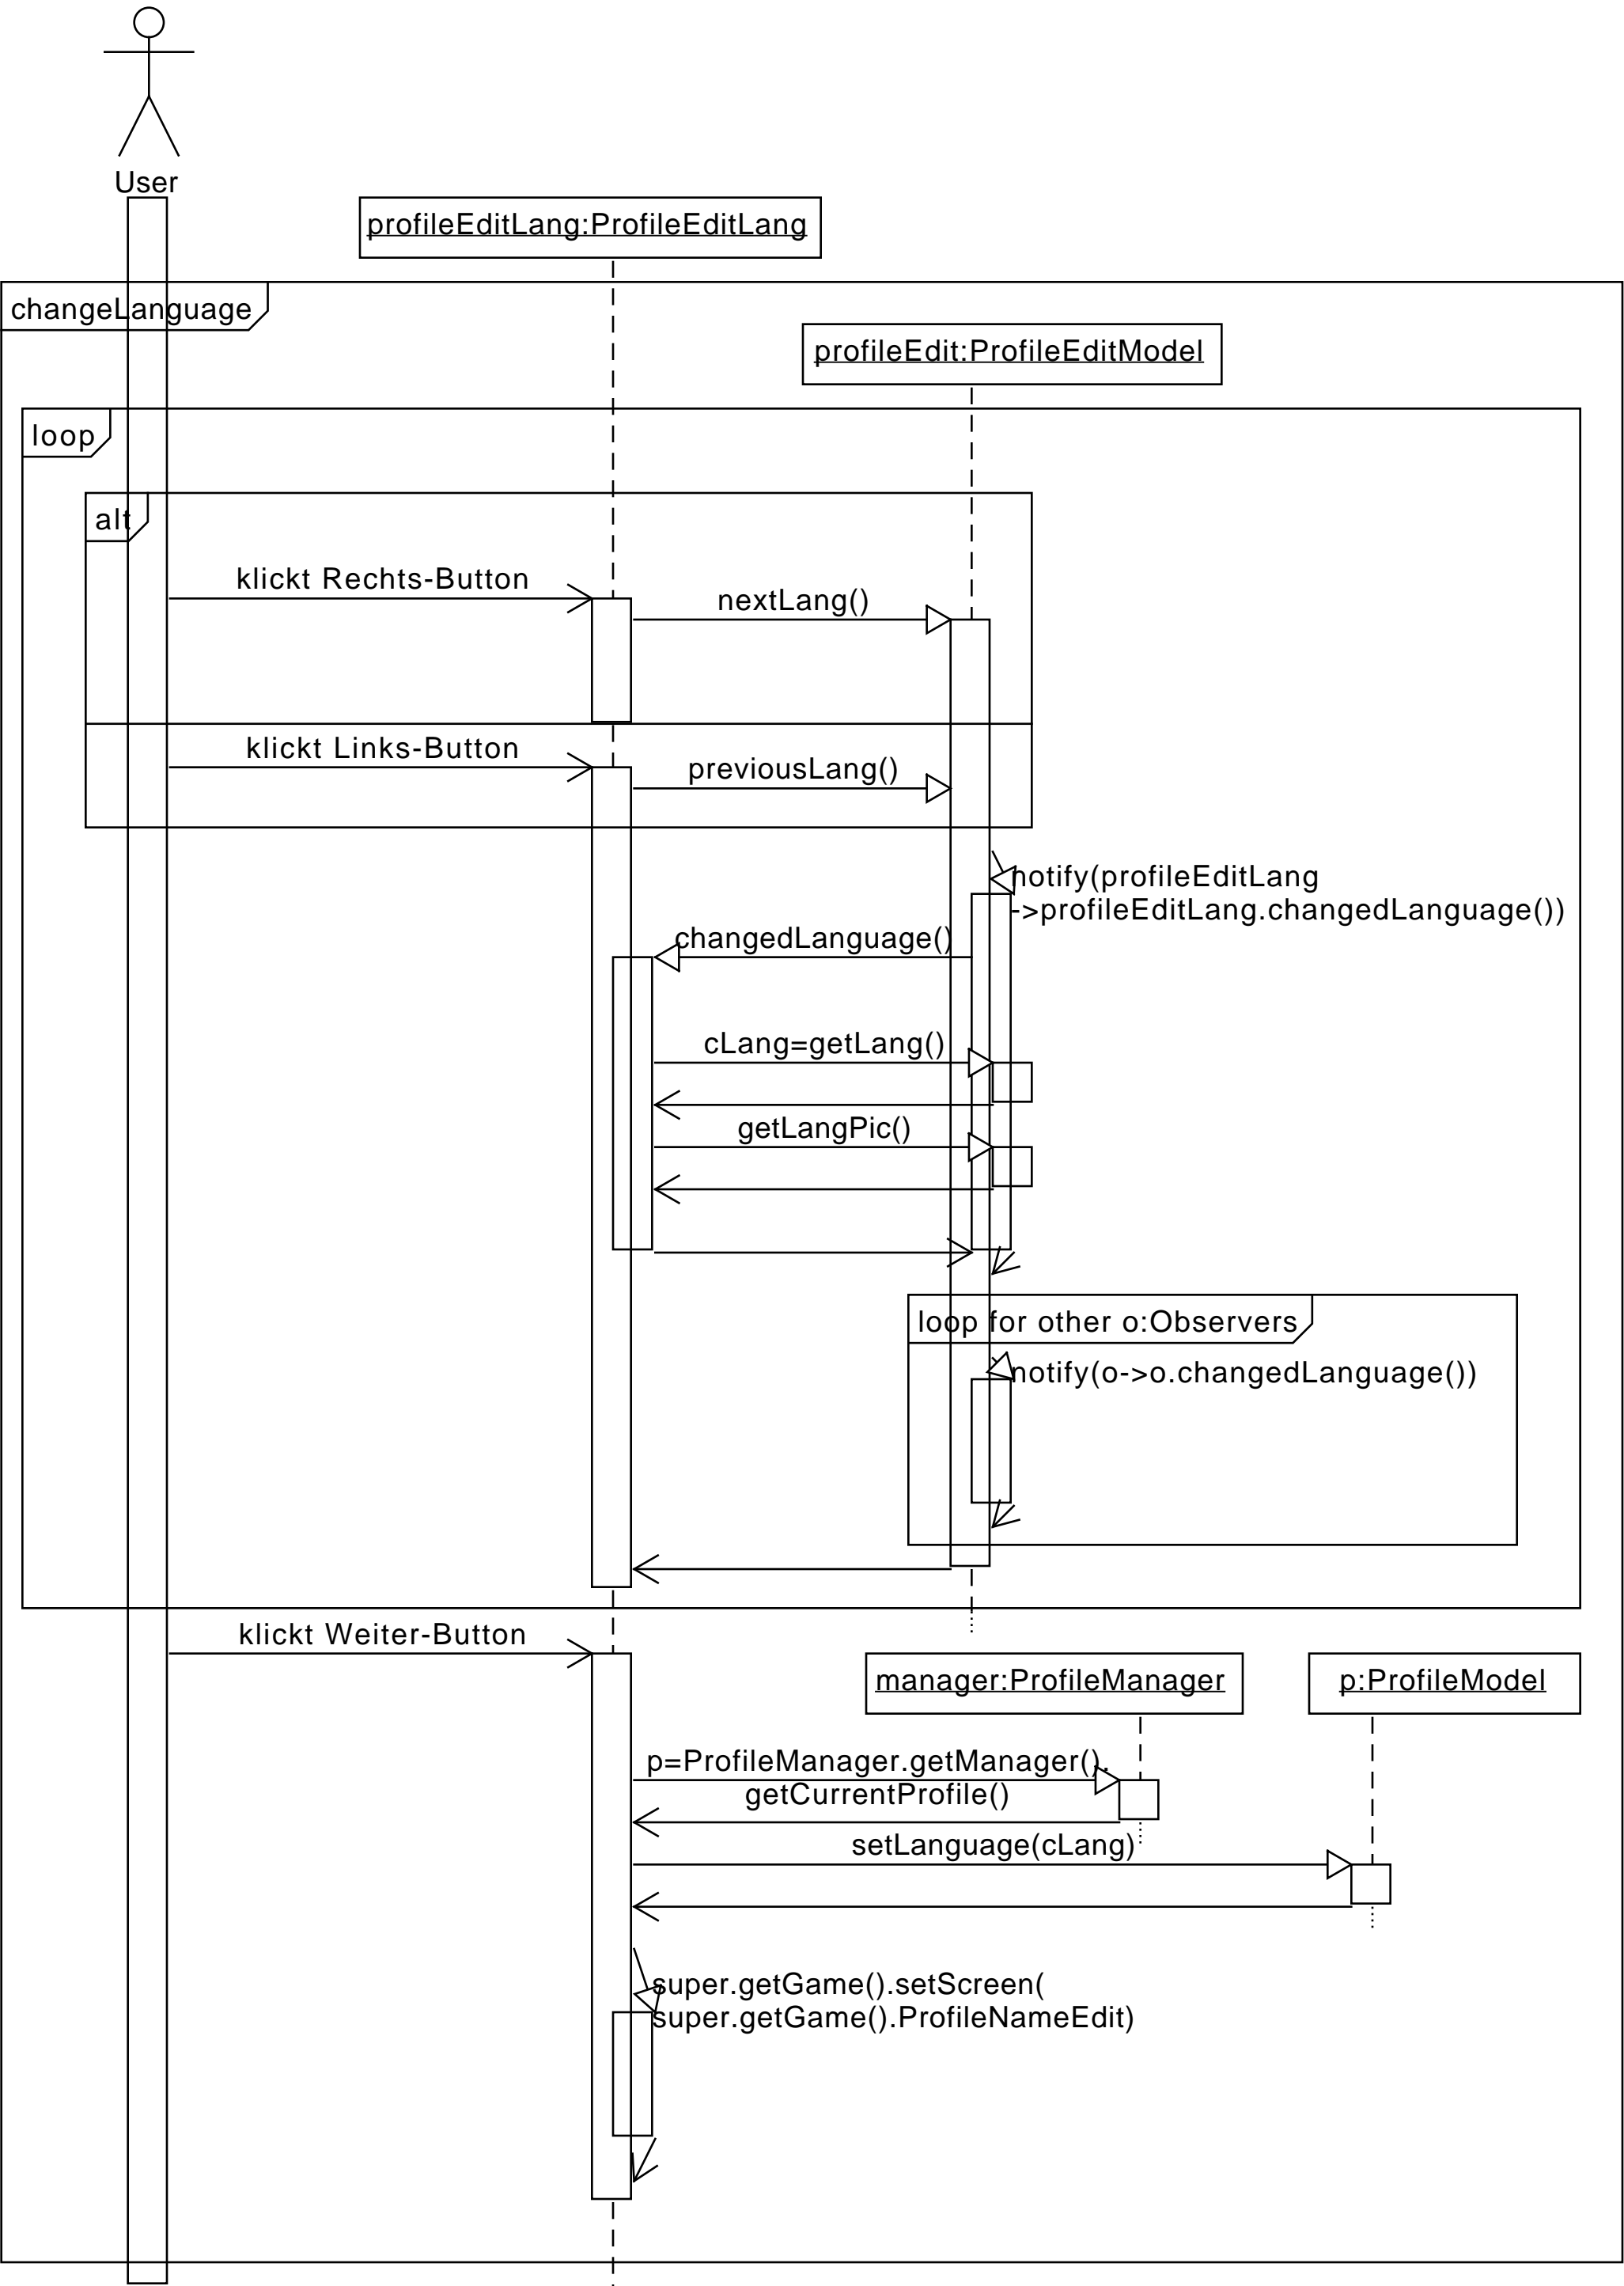 User
profileEditLang:ProfileEditLang
changeLanguage
profileEdit:ProfileEditModel
loop
alt
klickt Rechts-Button
nextLang()
klickt Links-Button
previousLang()
notify(profileEditLang
->profileEditLang.changedLanguage())
changedLanguage()
cLang=getLang()
getLangPic()
loop for other o:Observers
notify(o->o.changedLanguage())
klickt Weiter-Button
manager:ProfileManager
p:ProfileModel
p=ProfileManager.getManager().
getCurrentProfile()
setLanguage(cLang)
super.getGame().setScreen(
super.getGame().ProfileNameEdit)